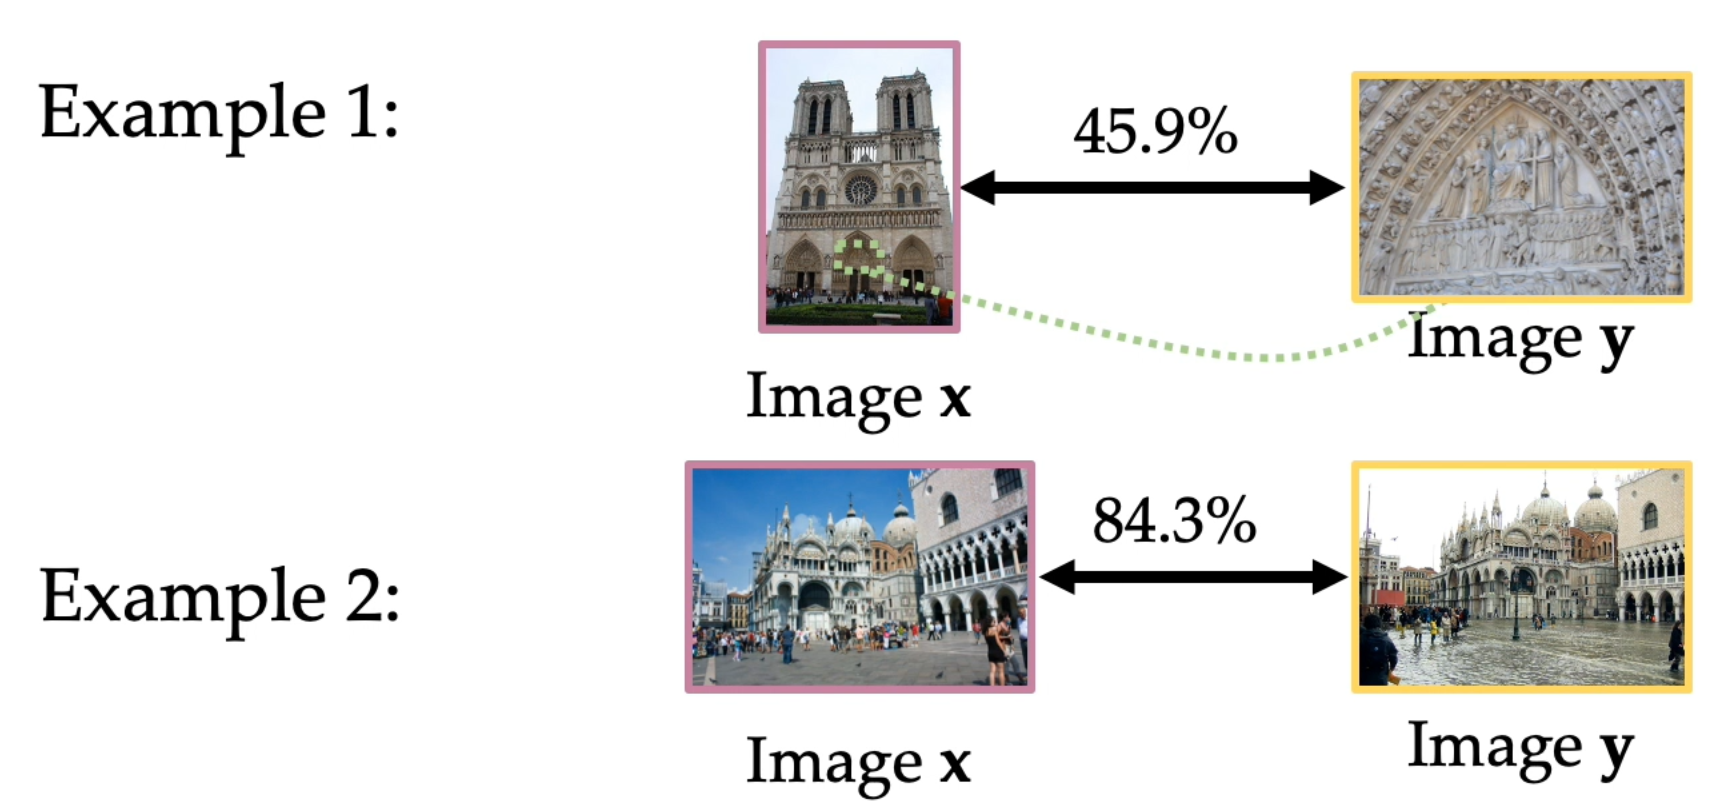 Example 1:
45.9%
Image x
Image y
Example 2:
84.3%
Image x
Image y